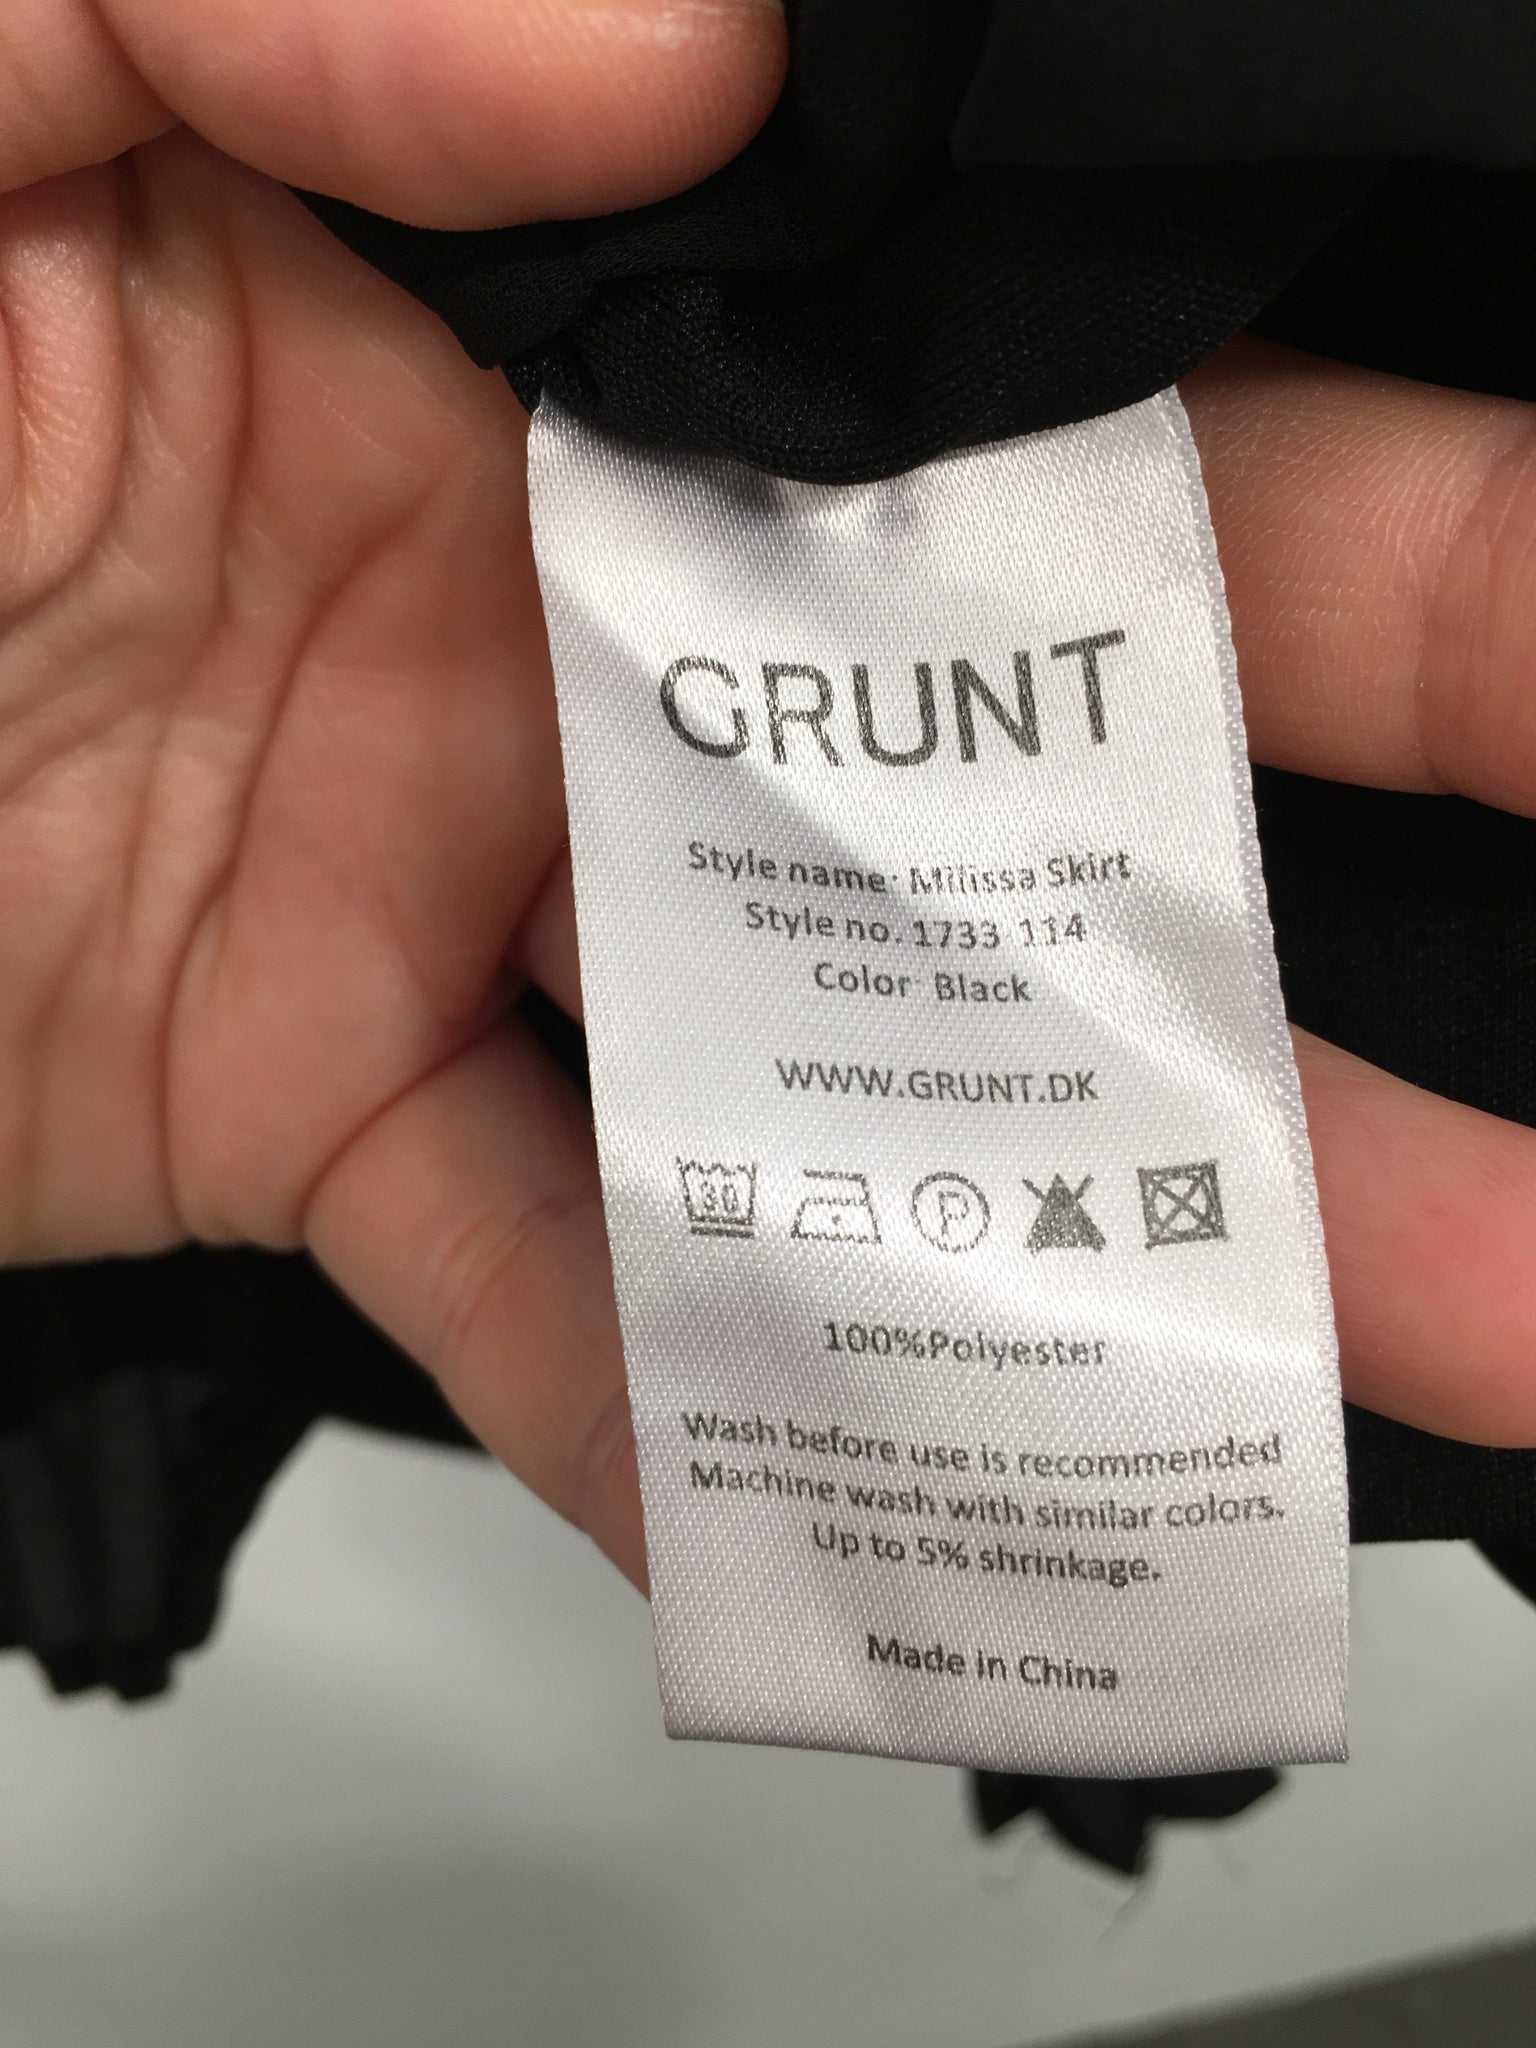 GRUNT
Style name: Milissa Skirt
Style no. 1733 114
Color Black
WWW.GRUNT.DK
30 P
100%Polyester
Wash before use is recommended
Machine wash with similar colors.
Up to 5% shrinkage.
Made in China